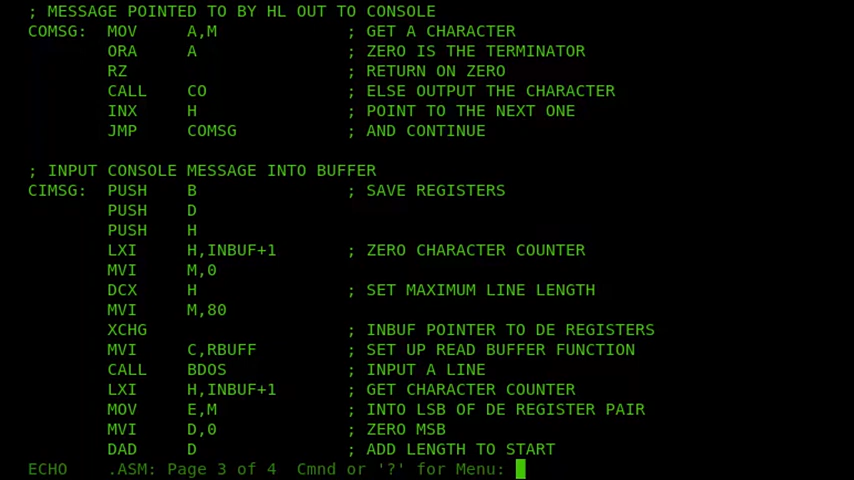 ; MESSAGE POINTED TO BY HL OUT TO CONSOLE
COMSG: MOV A,M ; GET A CHARACTER
ORA A ; ZERO IS THE TERMINATOR
RZ ; RETURN ON ZERO
CALL CO ; ELSE OUTPUT THE CHARACTER
INX H ; POINT TO THE NEXT ONE
JMP COMSG ; AND CONTINUE
; INPUT CONSOLE MESSAGE INTO BUFFER
CIMSG: PUSH B ; SAVE REGISTERS
PUSH D
PUSH H
LXI H,INBUF+1 ; ZERO CHARACTER COUNTER
MVI M,0
DCX H ; SET MAXIMUM LINE LENGTH
MVI M,80
XCHG ; INBUF POINTER TO DE REGISTERS
MVI C,RBUFF ; SET UP READ BUFFER FUNCTION
CALL BDOS ; INPUT A LINE
LXI H,INBUF+1 ; GET CHARACTER COUNTER
MOV E,M ; INTO LSB OF DE REGISTER PAIR
MVI D,0 ; ZERO MSB
DAD D ; ADD LENGTH TO START
ECHO .ASM: Page 3 of 4 Cmnd or '?' for Menu: